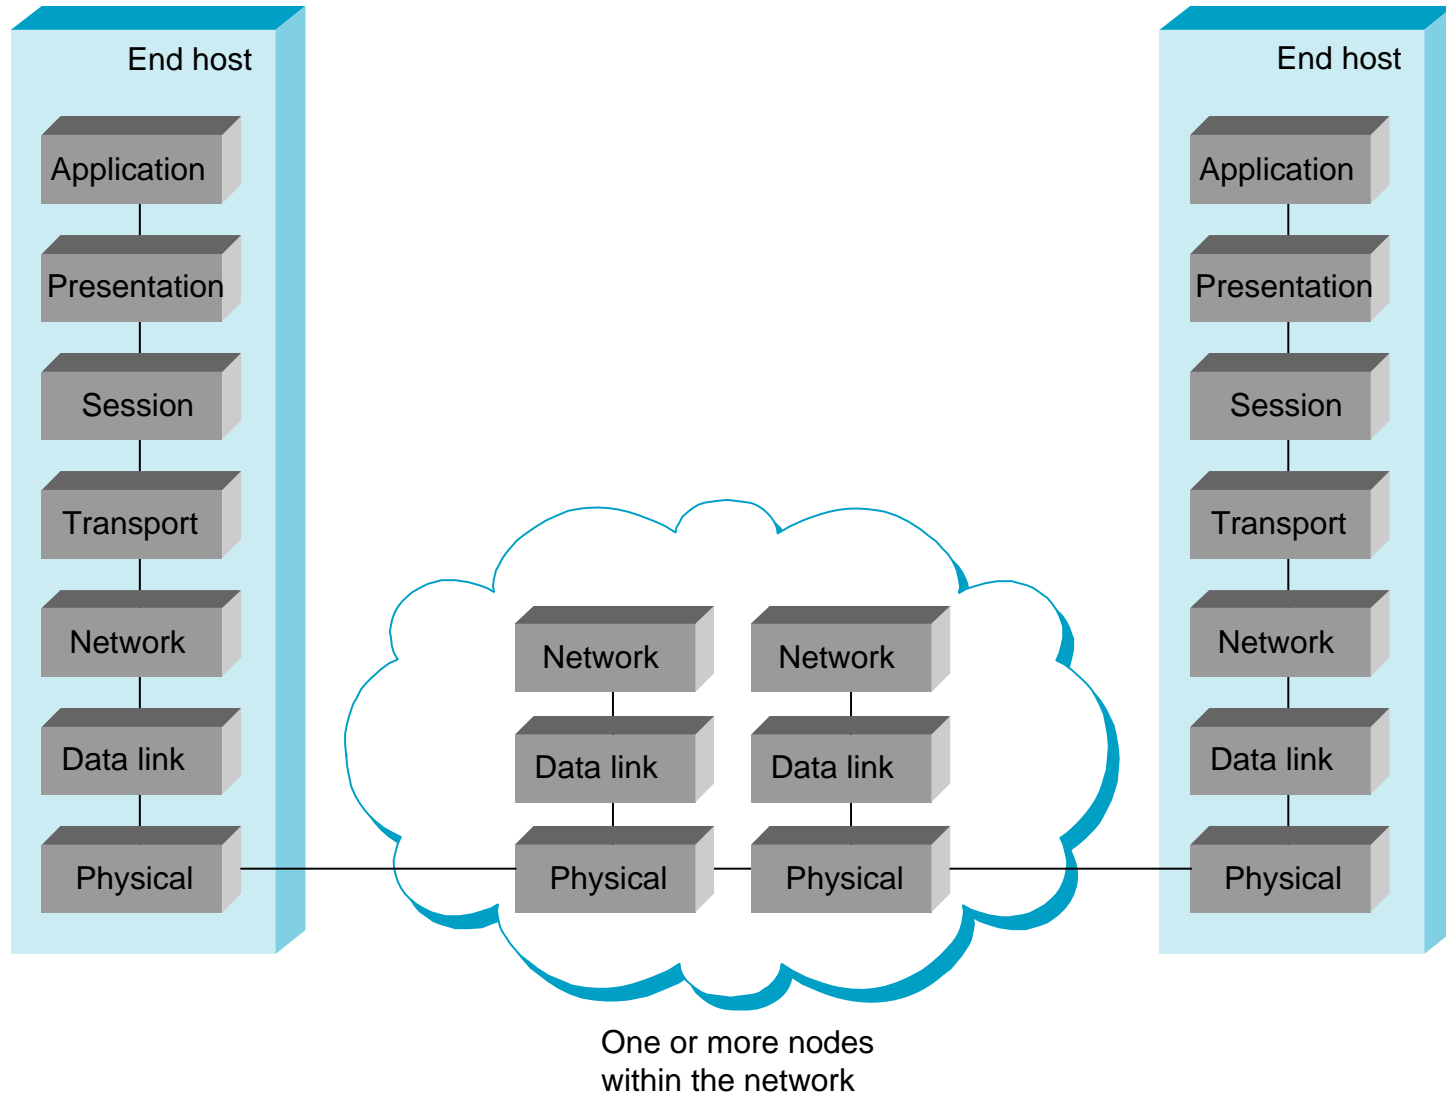 End host
Application
Presentation
Session
Transport
Network
Data link
Physical
Network
Data link
Physical
Network
Data link
Physical
One or more nodes
within the network
End host
Application
Presentation
Session
Transport
Network
Data link
Physical